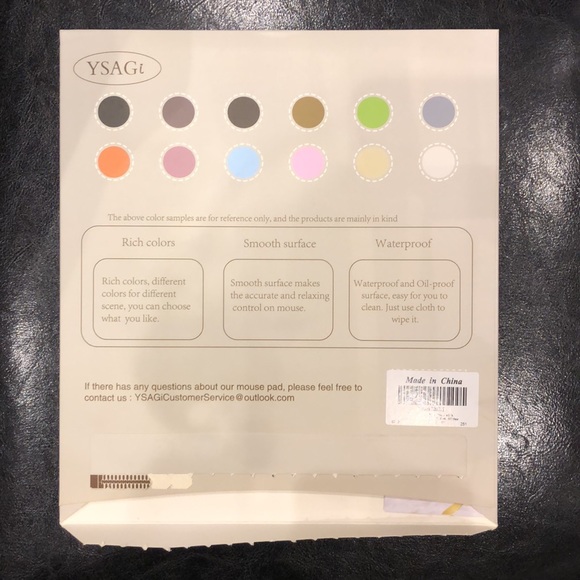 YSAGi
The above color samples are for reference only, and the products are mainly in kind
Rich colors
Smooth surface
Waterproof
Rich colors, different
colors for different
scene, you can choose
what you like.
Smooth surface makes
the accurate and relaxing
control on mouse.
Waterproof and Oil-proof
surface, easy for you to
clean. Just use cloth to
wipe it.
If there has any questions about our mouse pad, please feel free to
contact us : YSAGiCustomerService@outlook.com
Made in China